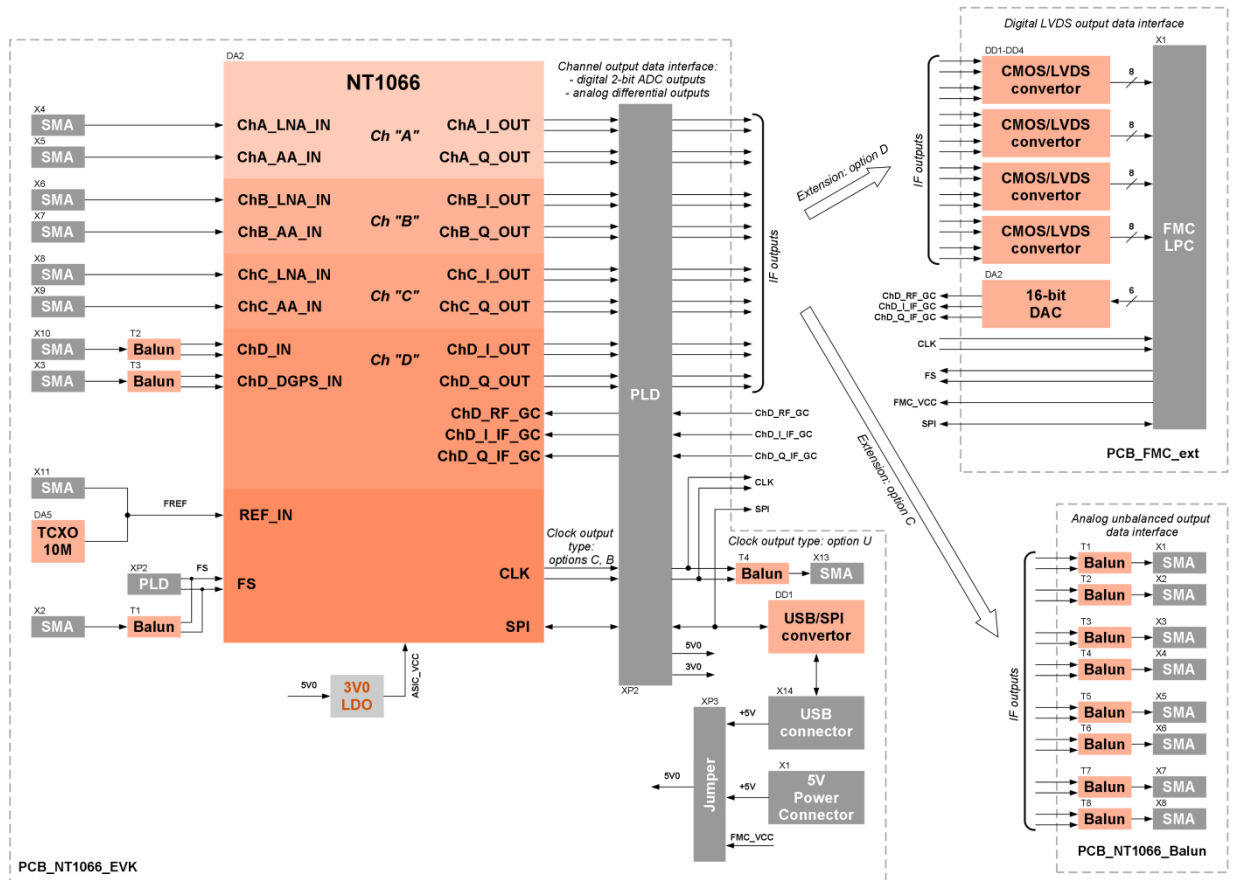 DA2
NT1066
Channel output data interface:
- digital 2-bit ADC outputs
- analog differential outputs
X4
SMA
ChA_LNA_IN
Ch "A"
ChA_I_OUT
X5
SMA
ChA_AA_IN
ChA_Q_OUT
X6
SMA
ChB_LNA_IN
Ch "B"
ChB_I_OUT
X7
SMA
ChB_AA_IN
ChB_Q_OUT
X8
SMA
ChC_LNA_IN
Ch "C"
ChC_I_OUT
X9
SMA
ChC_AA_IN
ChC_Q_OUT
X10
SMA
T2
Balun
ChD_IN
Ch "D"
ChD_I_OUT
X3
SMA
T3
Balun
ChD_DGPS_IN
ChD_Q_OUT
ChD_RF_GC
ChD_I_IF_GC
ChD_Q_IF_GC
PLD
XP2
IF outputs
ChD_RF_GC
ChD_I_IF_GC
ChD_Q_IF_GC
CLK
SPI
X11
SMA
DA5
TCXO
10M
FREF
REF_IN
XP2
PLD
FS
FS
X2
SMA
T1
Balun
Clock output
type:
options C, B
CLK
SPI
Clock output type: option U
T4
Balun
X13
SMA
DD1
USB/SPI
convertor
5V0
3V0
5V0
3V0
LDO
ASIC_VCC
XP3
Jumper
5V0
+5V
X14
USB
connector
+5V
X1
5V
Power
Connector
FMC_VCC
PCB_NT1066_EVK
Extension: option D
Extension: option C
Digital LVDS output data interface
DD1-DD4
CMOS/LVDS
convertor
8
CMOS/LVDS
convertor
8
CMOS/LVDS
convertor
8
CMOS/LVDS
convertor
8
IF outputs
X1
FMC
LPC
DA2
16-bit
DAC
6
ChD_RF_GC
ChD_I_IF_GC
ChD_Q_IF_GC
CLK
FS
FMC_VCC
SPI
PCB_FMC_ext
Analog unbalanced output
data interface
IF outputs
T1
Balun
X1
SMA
T2
Balun
X2
SMA
T3
Balun
X3
SMA
T4
Balun
X4
SMA
T5
Balun
X5
SMA
T6
Balun
X6
SMA
T7
Balun
X7
SMA
T8
Balun
X8
SMA
PCB_NT1066_Balun